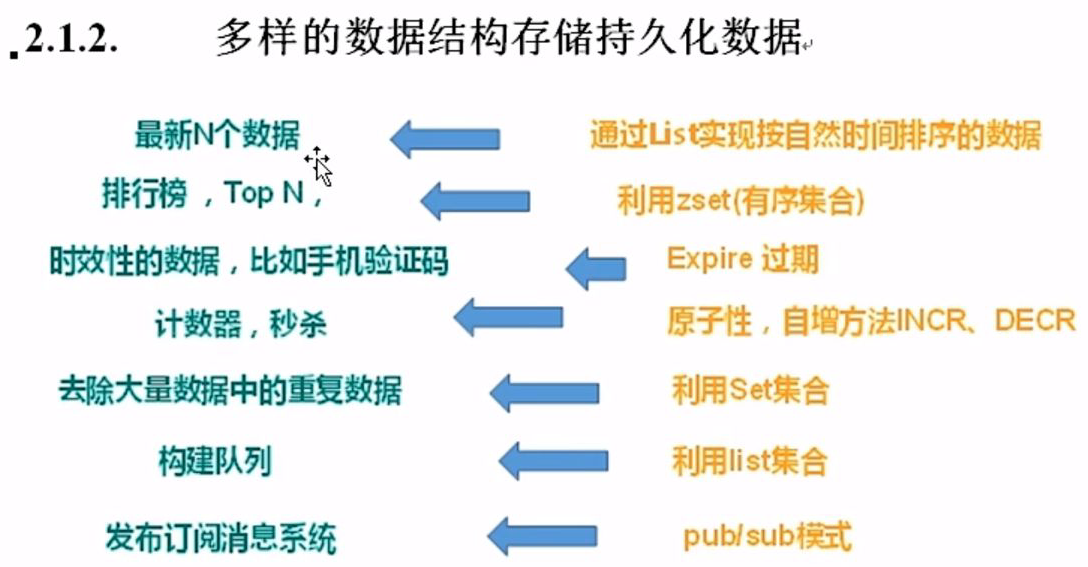 2.1.2. 多样的数据结构存储持久化数据
最新N个数据 通过List实现按自然时间排序的数据
排行榜，Top N， 利用zset(有序集合)
时效性的数据，比如手机验证码 Expire 过期
计数器，秒杀 原子性，自增方法INCR、DECR
去除大量数据中的重复数据 利用Set集合
构建队列 利用list集合
发布订阅消息系统 pub/sub模式